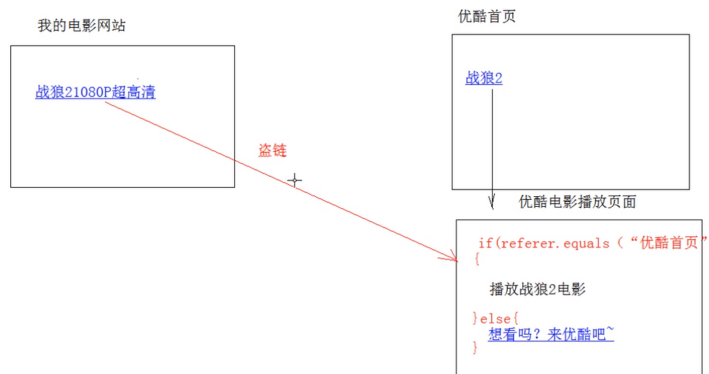 我的电影网站
优酷首页
战狼21080P超高清
战狼2
盗链
优酷电影播放页面
if(referer.equals（“优酷首页”
{
播放战狼2电影
}else{
想看吗？来优酷吧~
}